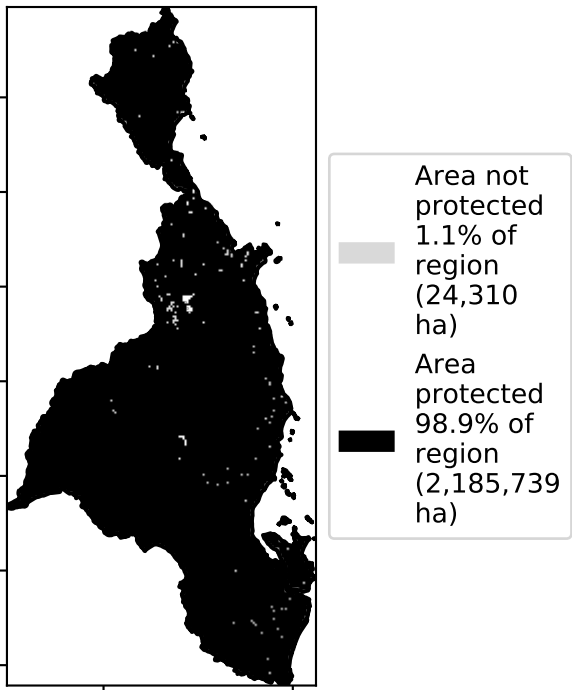 Area not
protected
1.1% of
region
(24,310
ha)
Area
protected
98.9% of
region
(2,185,739
ha)